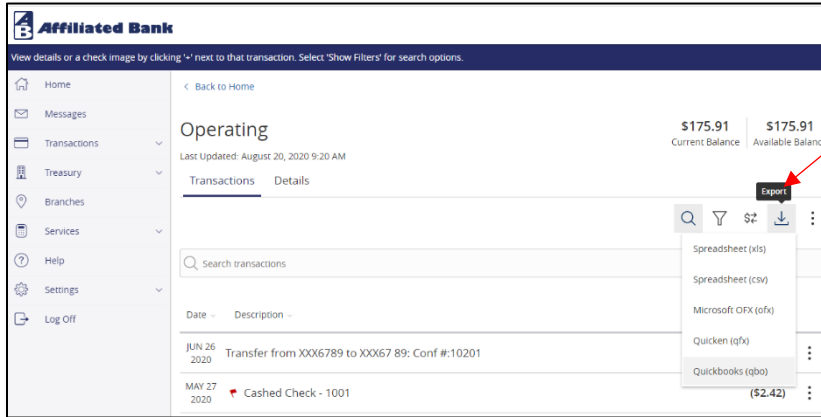 AB Affiliated Bank
View details or a check image by clicking '+' next to that transaction. Select 'Show Filters' for search options.
Home
Messages
Transactions
Treasury
Branches
Services
Help
Settings
Log Off
< Back to Home
Operating
Last Updated: August 20, 2020 9:20 AM
$175.91
Current Balance
$175.91
Available Balanc
Transactions Details
Export
Search transactions
Spreadsheet (xls)
Spreadsheet (csv)
Microsoft OFX (ofx)
Quicken (qfx)
Quickbooks (qbo)
Date Description
JUN 26
2020
Transfer from XXX6789 to XXX67 89: Conf #:10201
MAY 27
2020
Cashed Check - 1001
($2.42)